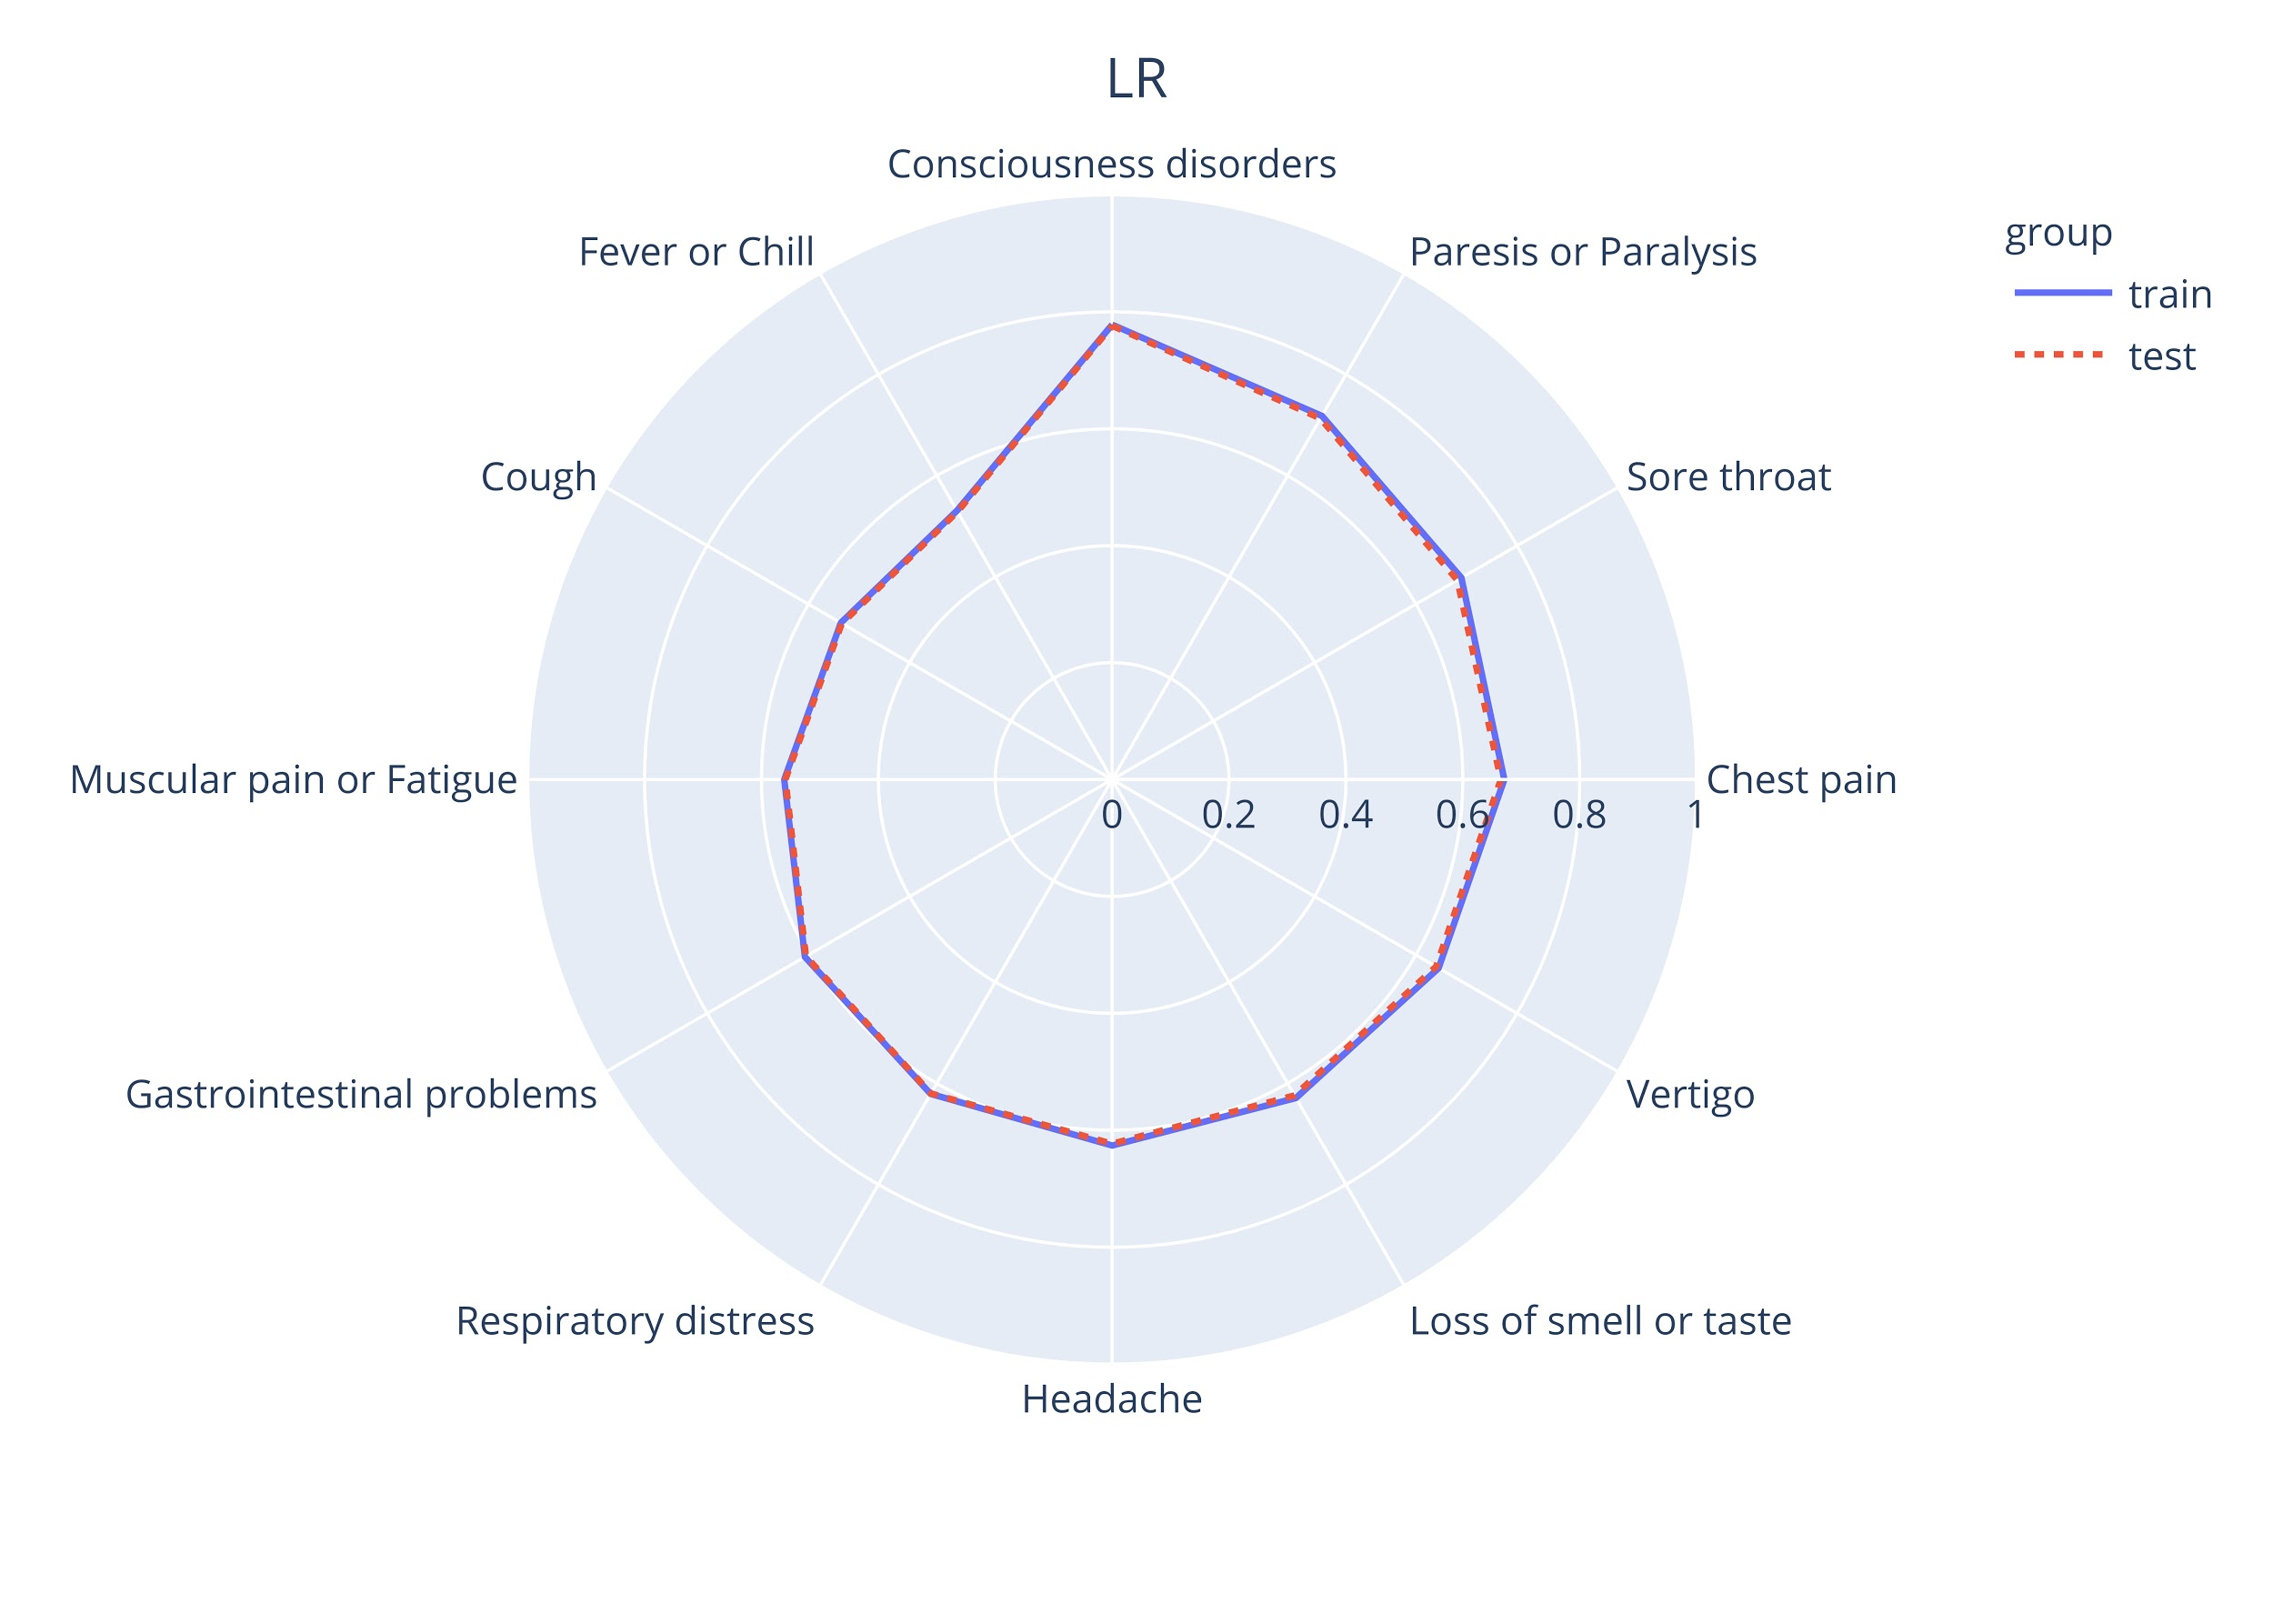 LR
Consciousness disorders
Fever or Chill
Paresis or Paralysis
group
train
test
Cough
Sore throat
Muscular pain or Fatigue
Chest pain
0 0.2 0.4 0.6 0.8 1
Gastrointestinal problems
Vertigo
Respiratory distress
Loss of smell or taste
Headache